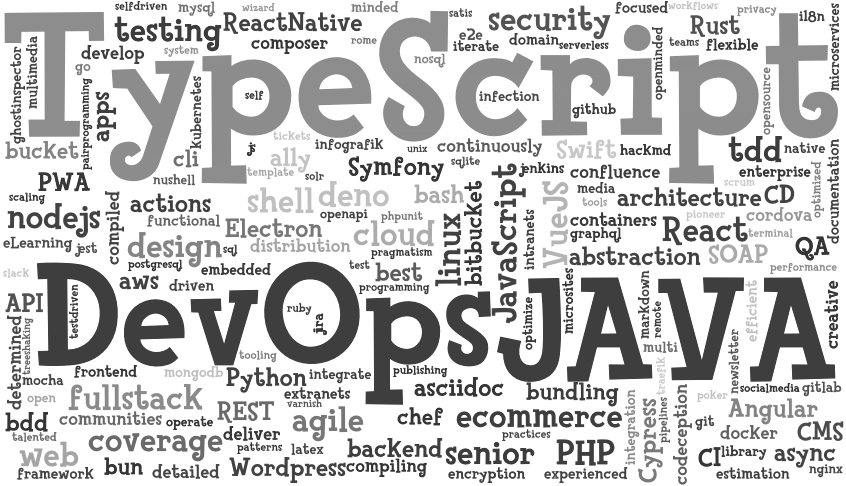 selfdriven mysql wizard minded satis focused workflows privacy
TypeScript
testing ReactNative security Rust i18n
microservices
ghostinspector
multimedia
develop system composer rome e2e domain serverless teams flexible
iterate nosql
openminded
opensource
go
pairprogramming
apps
kubernetes
self infection github
tickets
bucket cli js infografik unix continuously Swift hackmd tdd native
ally template solr Symfony sqlite jenkins confluence enterprise
documentation
optimized
PWA nushell shell deno bash media scrum
scaling compiled actions openapi phpunit linux bitbucket JavaScript intranets VueJS tools architecture CD
nodejs functional Electron cloud containers pioneer cordova
eLearning jest design sql distribution pragmatism graphql React terminal
postgresql embedded test best abstraction SOAP QA
slack aws driven programming performance
API DevOps JAVA
testdriven
ruby
jira
optimize
microsites
markdown
remote
efficient
creative
determined
treeshaking
tooling multi
newsletter
mocha frontend mongodb Python integrate publishing traefik
open fullstack extranets asciidoc bundling socialmedia gitlab
communities operate REST varnish agile chef ecommerce poker Angular
bdd talented coverage deliver practices
integration
Cypress
pipelines
codeception
git docker CMS
web patterns latex backend senior PHP CI library async
framework bun detailed Wordpress compiling encryption experienced estimation nginx